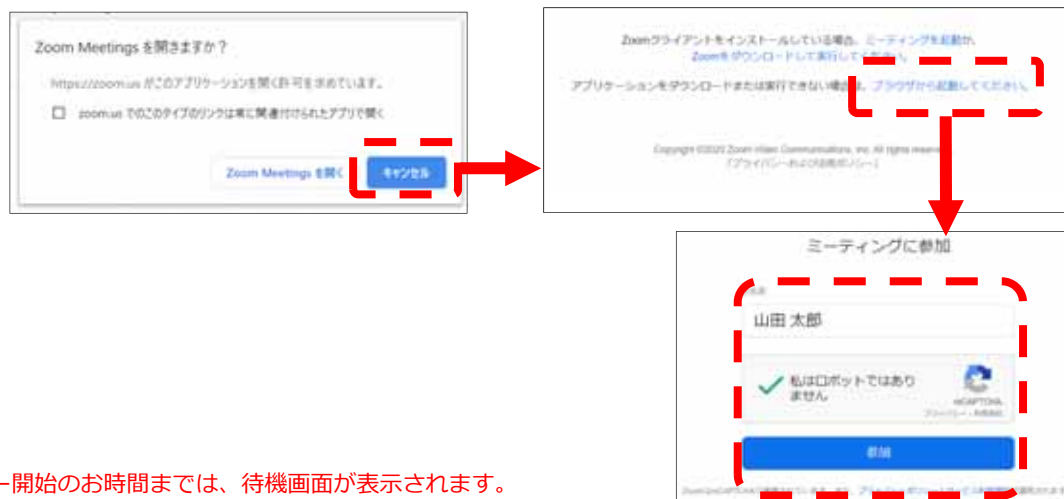 Zoom Meetings を開きますか？
https://zoom.us がこのアプリケーションを開く許可を求めています。
zoom.us でのこのタイプのリンクは常に関連付けられたアプリで開く
Zoom Meetings を開く
キャンセル
Zoomクライアントをインストールしている場合、ミーティングを起動か、
Zoomをダウンロードして実行してください。
アプリケーションをダウンロードまたは実行できない場合は、ブラウザから起動してください。
Copyright ©2020 Zoom Video Communications, Inc. All rights reserved
ミーティングに参加
山田 太郎
私はロボットではあり
ません
reCAPTCHA
参加
ー開始のお時間までは、待機画面が表示されます。